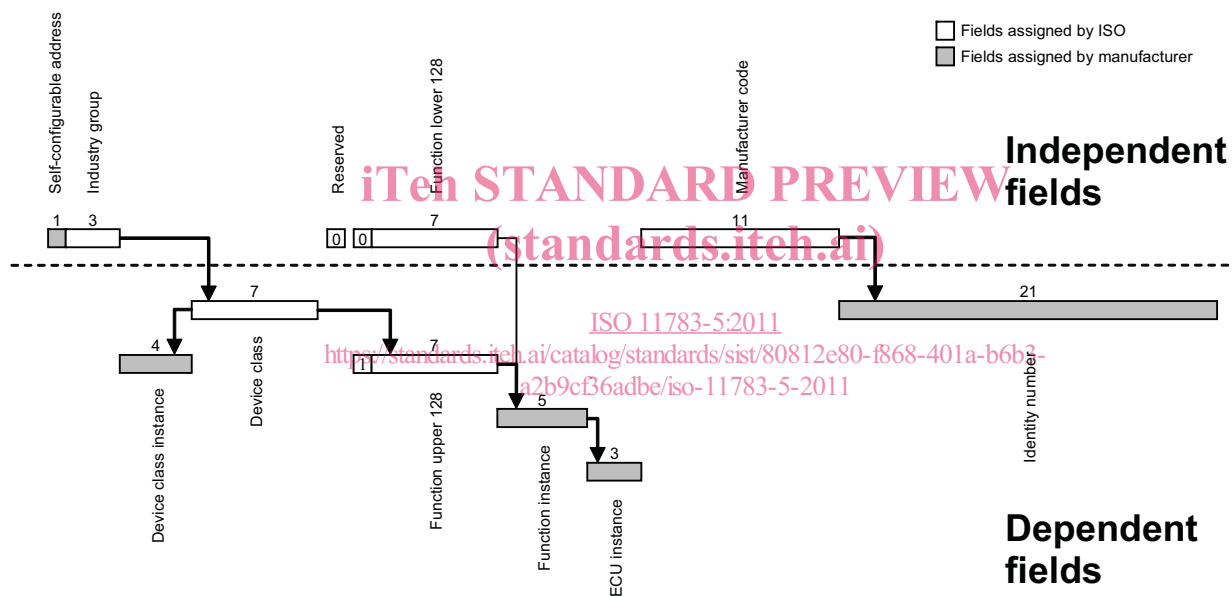 Fields assigned by ISO
Fields assigned by manufacturer
Self-configurable address
Industry group
Reserved
Function lower 128
Manufacturer code
Independent
fields
iTeh STANDARD PREVIEW
(standards.iteh.ai)
1
3
0
0
7
11
7
21
ISO 11783-5:2011
https://standards.iteh.ai/catalog/standards/sist/80812e80-f868-401a-b6b3-
a2b9cf36adbe/iso-11783-5-2011
4
1
7
5
3
Device class instance
Device class
Function upper 128
Function instance
ECU instance
Identity number
Dependent
fields